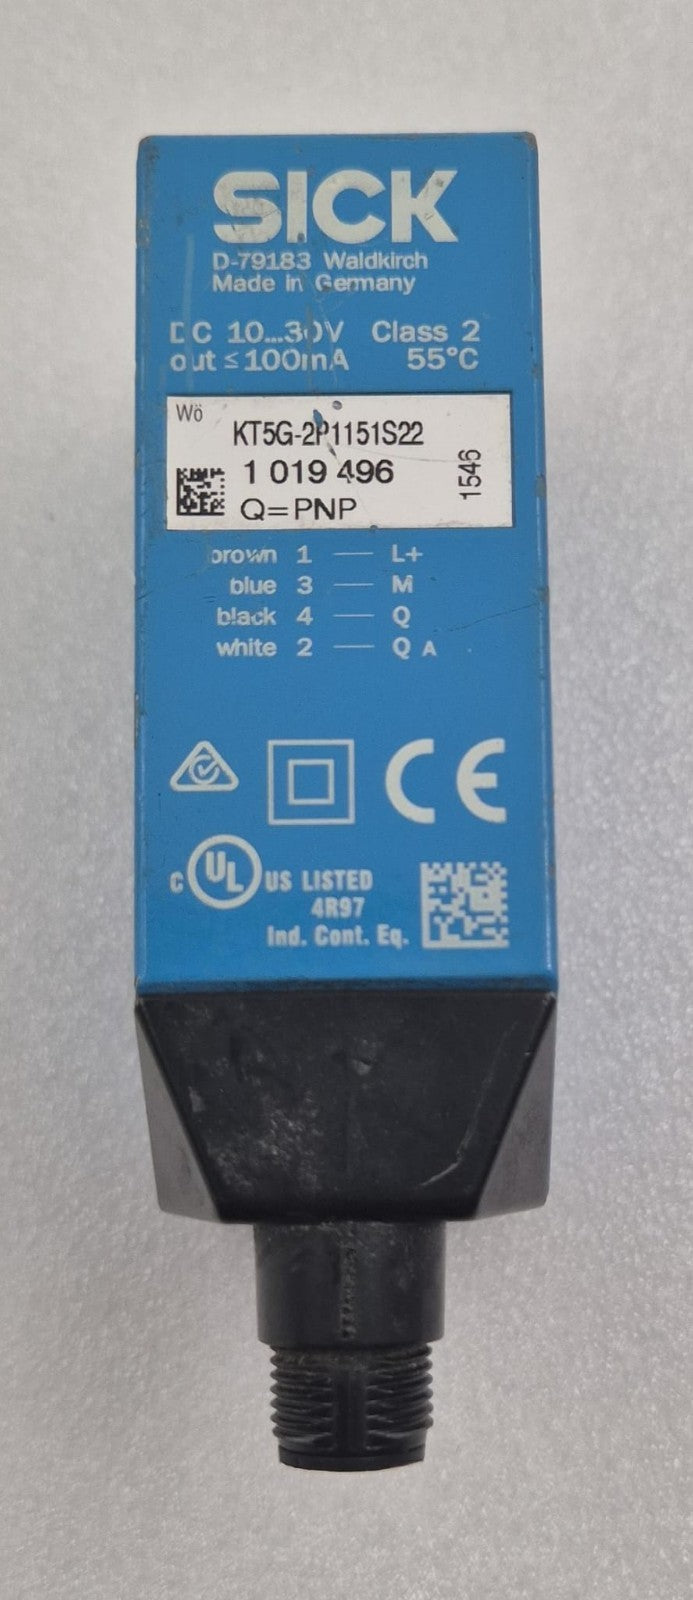 SICK
D-79183 Waldkirch
Made in Germany
DC 10...30V Class 2
out ≤ 100mA 55°C
Wö
KT5G-2P1151S22
1 019 496
1546
Q=PNP
brown 1 — L+
blue 3 — M
black 4 — Q
white 2 — Q A
CE
C UL US LISTED
4R97
Ind. Cont. Eq.